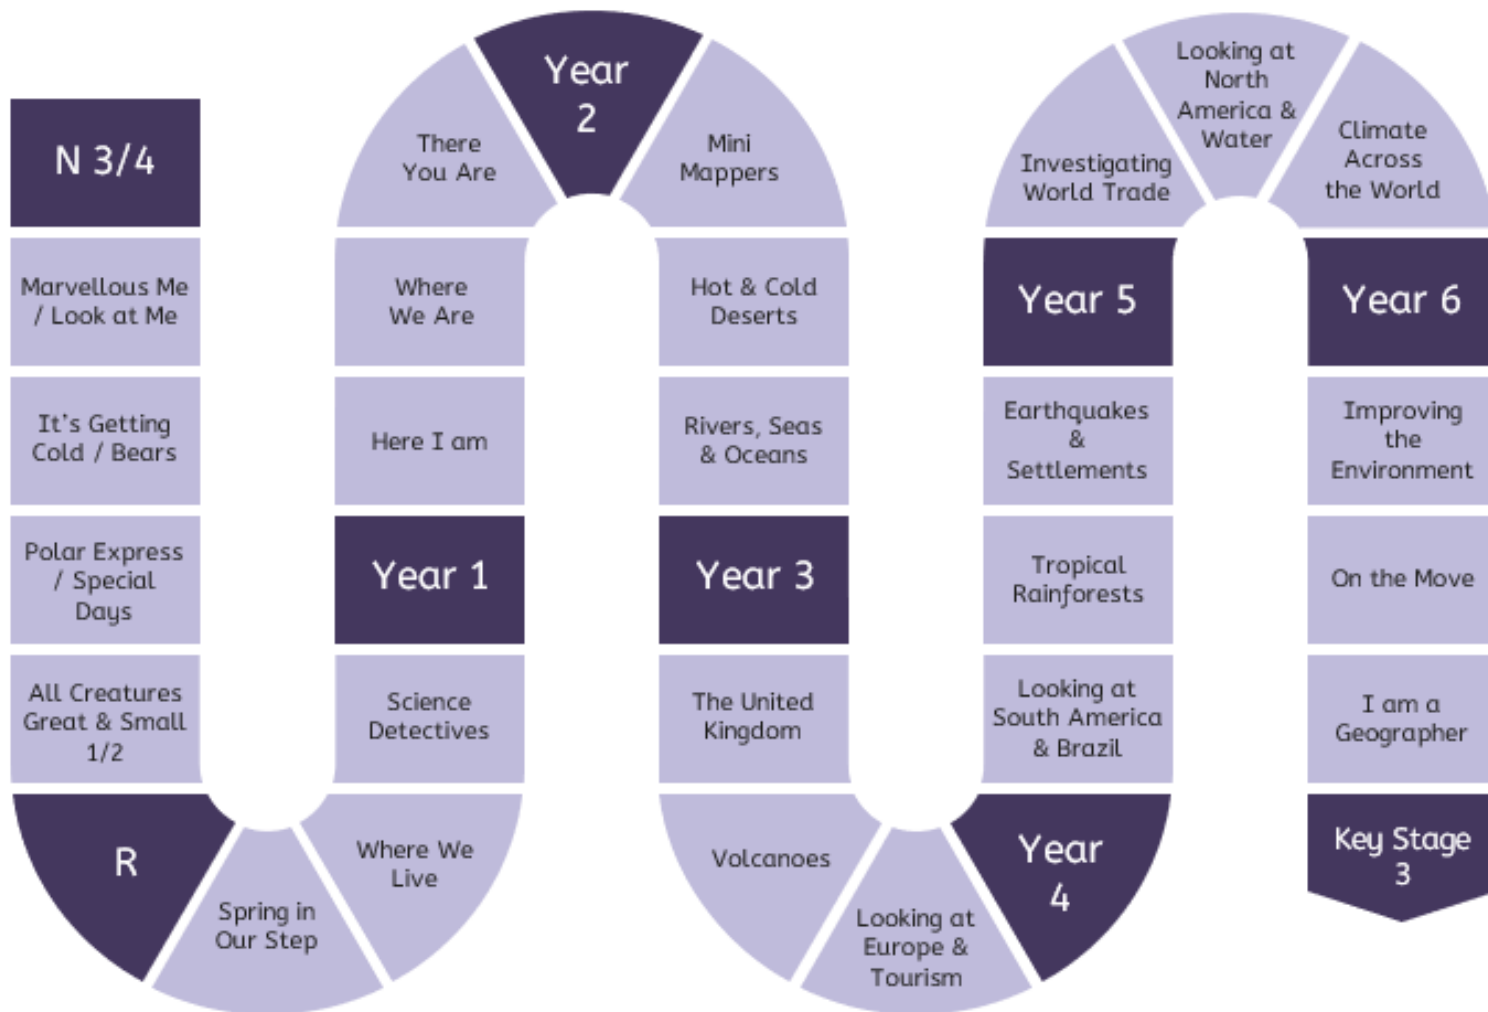 N 3/4
Marvellous Me
/ Look at Me
It's Getting
Cold / Bears
Polar Express
/ Special
Days
All Creatures
Great & Small
1/2
R
Spring in
Our Step
Where We
Live
Science
Detectives
Year 1
Here I am
Where
We Are
There
You Are
Year
2
Mini
Mappers
Hot & Cold
Deserts
Rivers, Seas
& Oceans
Year 3
The United
Kingdom
Volcanoes
Looking at
Europe &
Tourism
Year
4
Looking at
South America
& Brazil
Tropical
Rainforests
Earthquakes
&
Settlements
Year 5
Investigating
World Trade
Looking at
North
America &
Water
Climate
Across
the World
Year 6
Improving
the
Environment
On the Move
I am a
Geographer
Key Stage
3